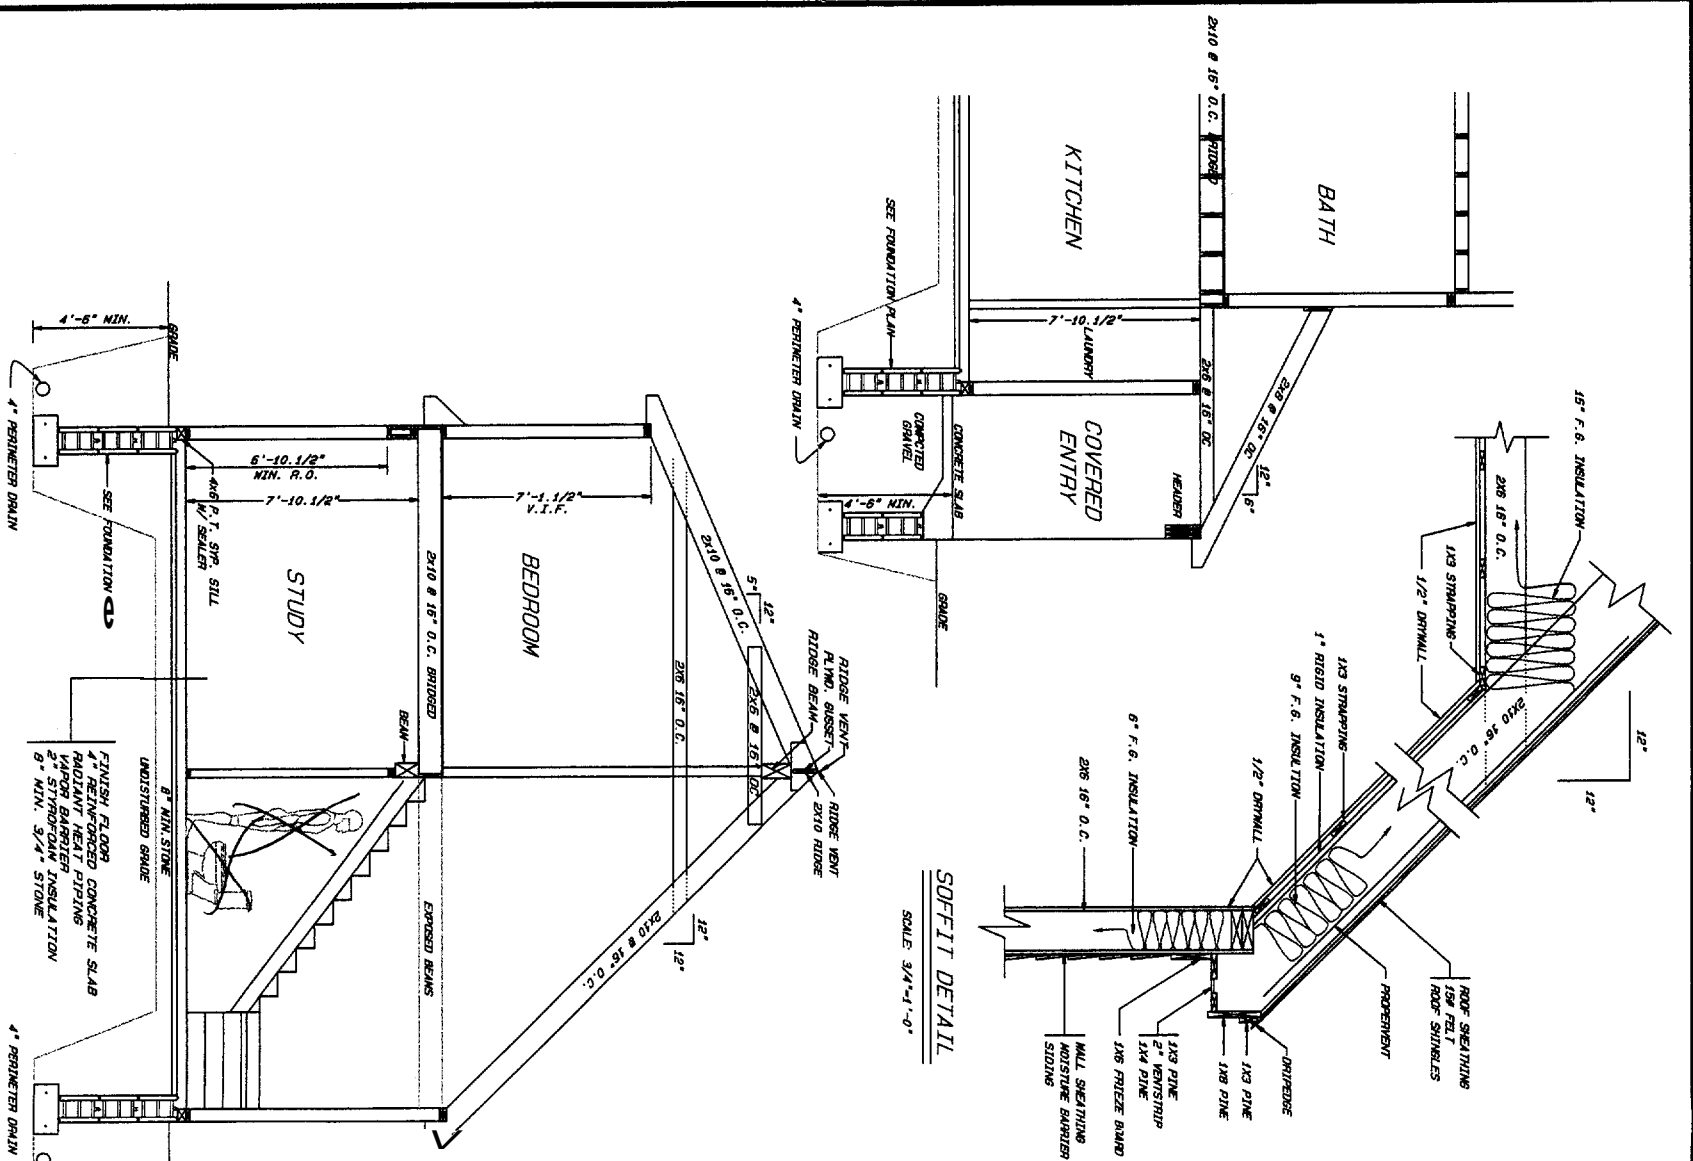 2x10 @ 16" O.C. BRIDGED
BATH
KITCHEN
SEE FOUNDATION PLAN
4" PERIMETER DRAIN
7'-10.1/2"
LAUNDRY
2x6 @ 16" OC
2x8 @ 16" OC
12"
6"
COVERED
ENTRY
HEADER
CONCRETE SLAB
COMPCTED
GRAVEL
4'-6" MIN.
GRADE
15" F.G. INSULATION
2X6 16" O.C.
1X3 STRAPPING
1/2" DRYWALL
2X10 16" O.C.
12"
12"
1X3 STRAPPING
1" RIGID INSULATION
9" F.G. INSULTION
1/2" DRYWALL
6" F.G. INSULATION
2X6 16" O.C.
ROOF SHEATHING
15# FELT
ROOF SHINGLES
PROPERVENT
DRIPEDGE
1X3 PINE
1X8 PINE
1X3 PINE
2" VENTSTRIP
1X4 PINE
1X6 FRIEZE BOARD
WALL SHEATHING
MOISTURE BARRIER
SIDING
SOFFIT DETAIL
SCALE: 3/4"=1'-0"
GRADE
4'-6" MIN.
4" PERIMETER DRAIN
SEE FOUNDATION
6'-10.1/2"
MIN. R.O.
7'-10.1/2"
4x6 P.T. SYP. SILL
W/ SEALER
7'-1.1/2"
V.I.F.
STUDY
2x10 @ 16" O.C. BRIDGED
BEDROOM
2x10 @ 16" O.C.
5"
12"
2X6 16" O.C.
2x6 @ 16" OC
RIDGE VENT
PLYWD. GUSSET
RIDGE BEAM
RIDGE VENT
2X10 RIDGE
BEAM
12"
12"
2x10 @ 16" O.C.
EXPOSED BEAMS
8" MIN. STONE
UNDISTURBED GRADE
FINISH FLOOR
4" REINFORCED CONCRETE SLAB
RADIANT HEAT PIPING
VAPOR BARRIER
2" STYROFOAM INSULATION
8" MIN. 3/4" STONE
4" PERIMETER DRAIN